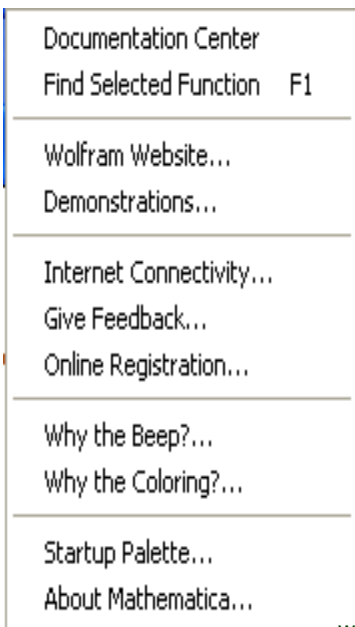 Documentation Center
Find Selected Function F1
Wolfram Website...
Demonstrations...
Internet Connectivity...
Give Feedback...
Online Registration...
Why the Beep?...
Why the Coloring?...
Startup Palette...
About Mathematica...